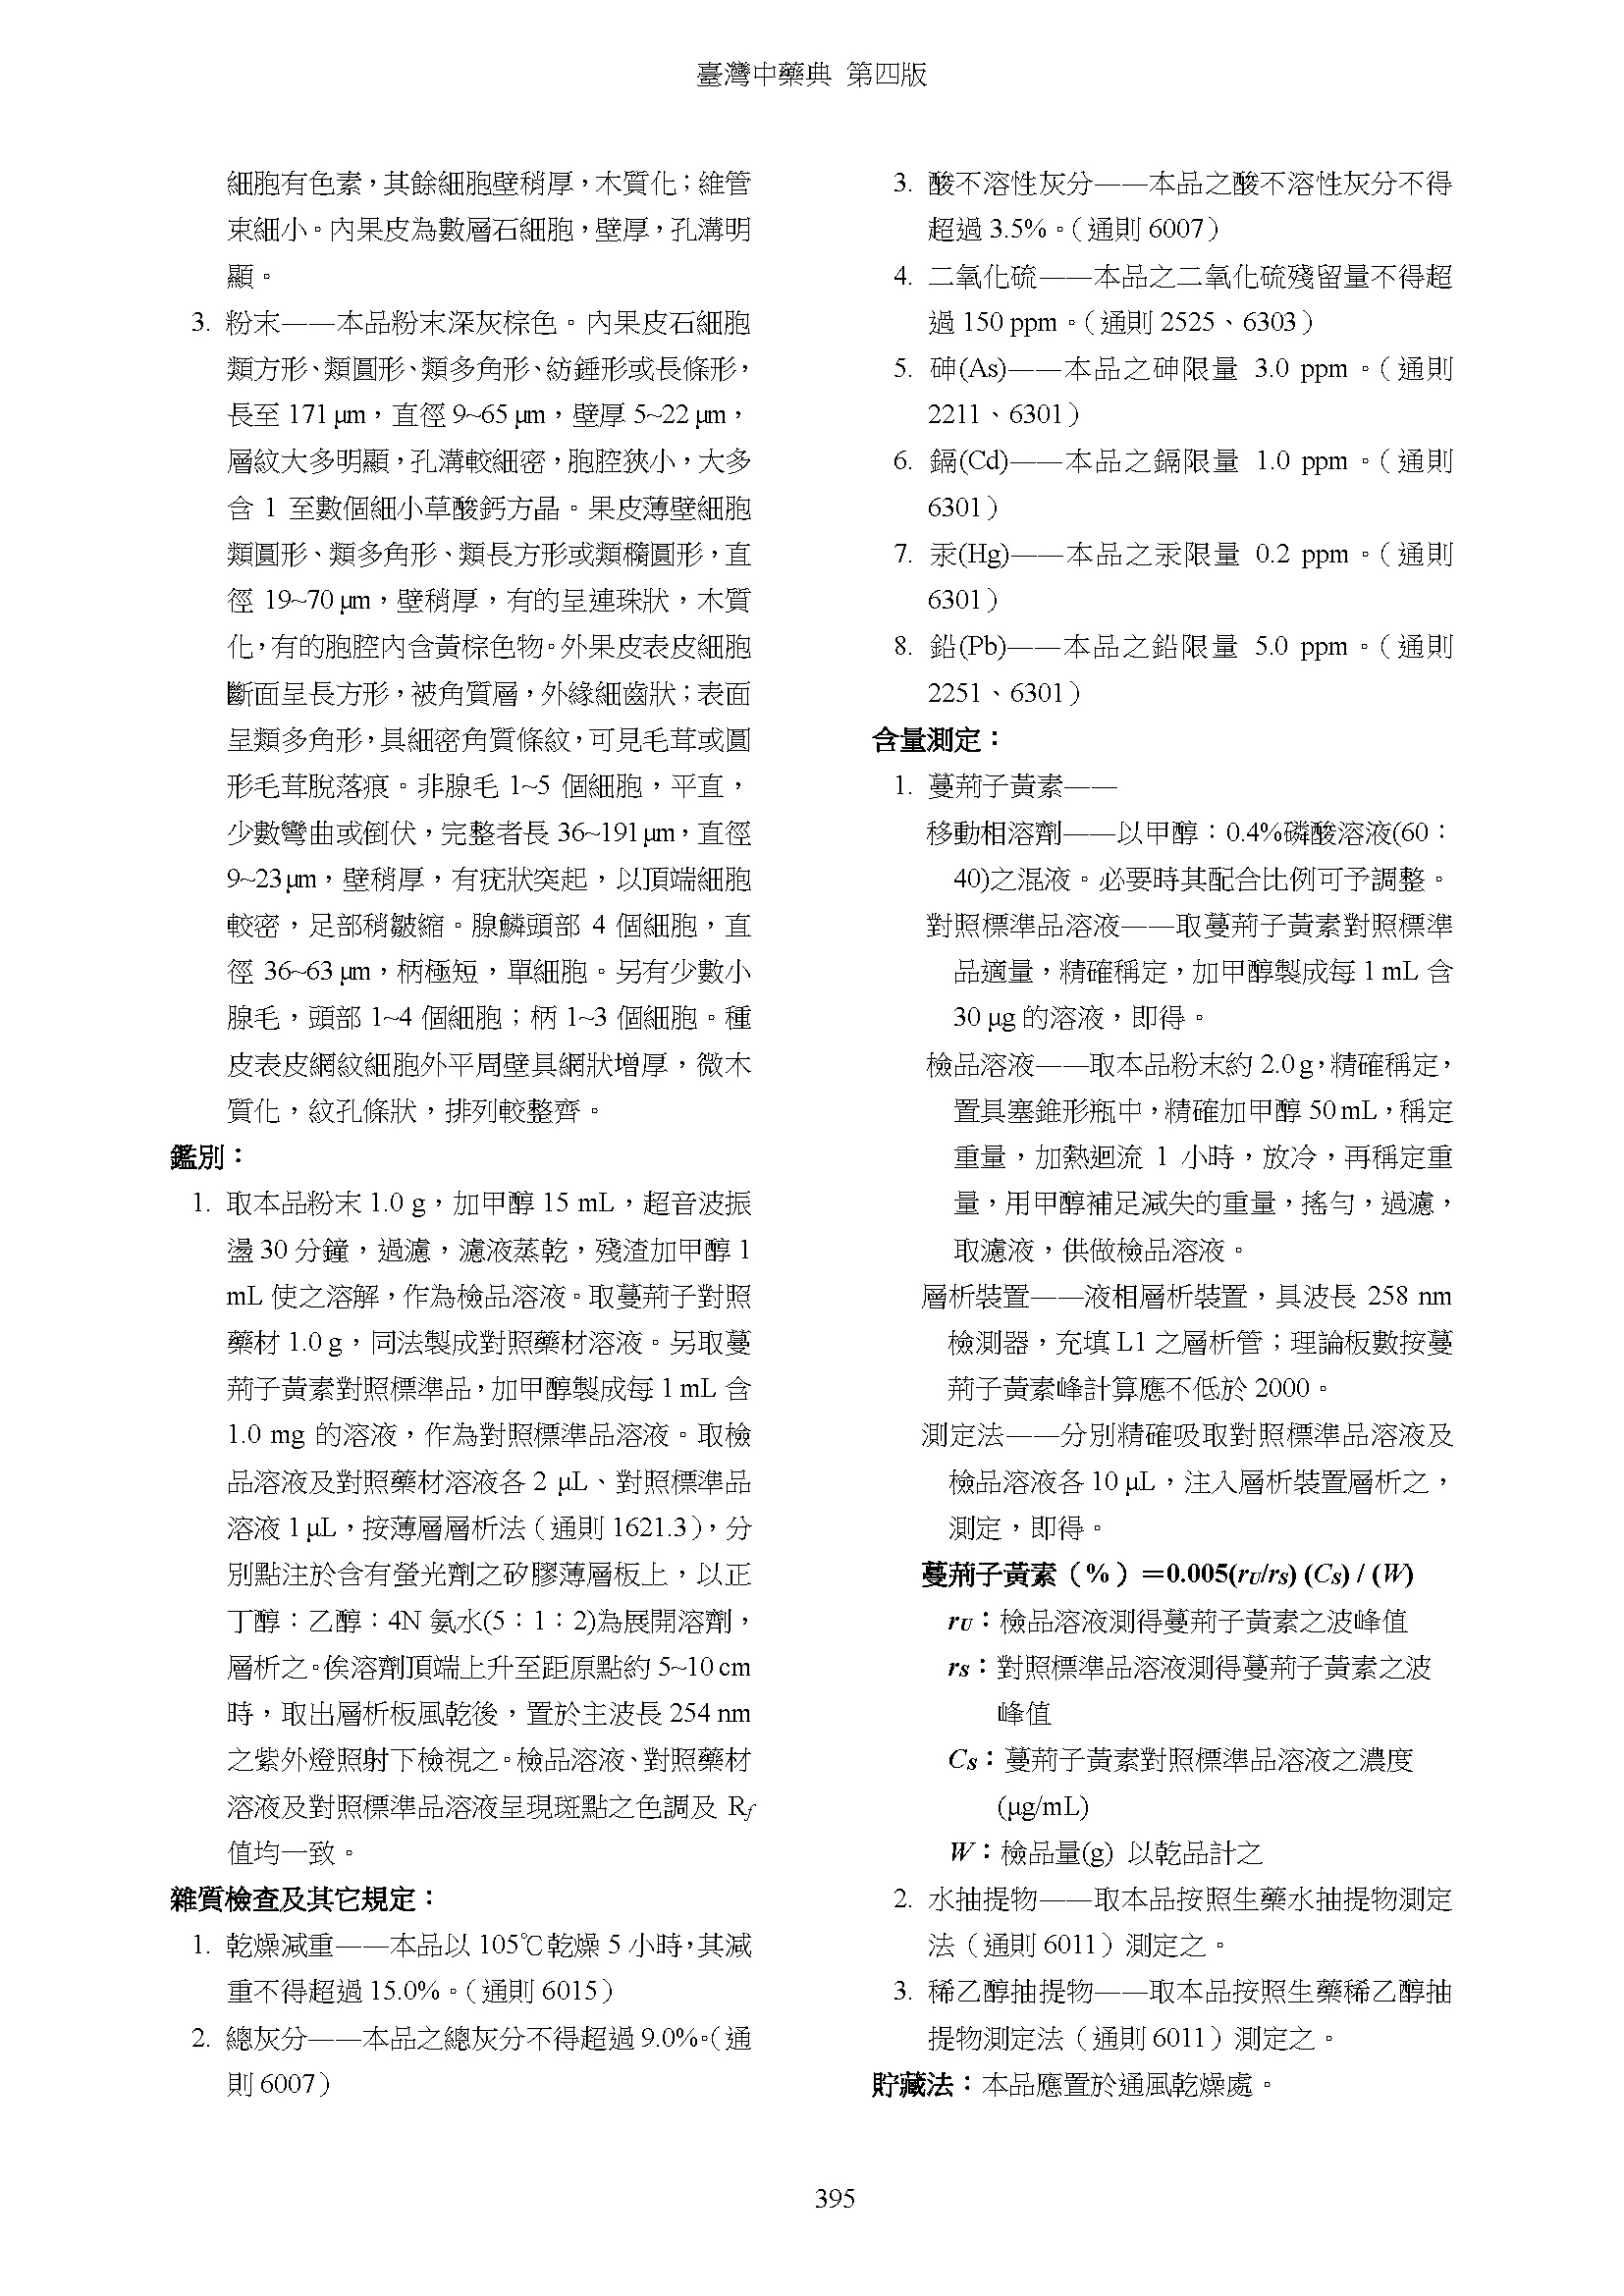 臺灣中藥典 第四版
細胞有色素，其餘細胞壁稍厚，木質化；維管
束細小。內果皮為數層石細胞，壁厚，孔溝明
顯。
3. 粉末——本品粉末深灰棕色。內果皮石細胞
類方形、類圓形、類多角形、紡錘形或長條形，
長至 171 μm，直徑 9~65 μm，壁厚 5~22 μm，
層紋大多明顯，孔溝較細密，胞腔狹小，大多
含 1 至數個細小草酸鈣方晶。果皮薄壁細胞
類圓形、類多角形、類長方形或類橢圓形，直
徑 19~70 μm，壁稍厚，有的呈連珠狀，木質
化，有的胞腔內含黃棕色物。外果皮表皮細胞
斷面呈長方形，被角質層，外緣細齒狀；表面
呈類多角形，具細密角質條紋，可見毛茸或圓
形毛茸脫落痕。非腺毛 1~5 個細胞，平直，
少數彎曲或倒伏，完整者長 36~191 μm，直徑
9~23 μm，壁稍厚，有疣狀突起，以頂端細胞
較密，足部稍皺縮。腺鱗頭部 4 個細胞，直
徑 36~63 μm，柄極短，單細胞。另有少數小
腺毛，頭部 1~4 個細胞；柄 1~3 個細胞。種
皮表皮網紋細胞外平周壁具網狀增厚，微木
質化，紋孔條狀，排列較整齊。
鑑別：
1. 取本品粉末 1.0 g，加甲醇 15 mL，超音波振
盪 30 分鐘，過濾，濾液蒸乾，殘渣加甲醇 1
mL 使之溶解，作為檢品溶液。取蔓荊子對照
藥材 1.0 g，同法製成對照藥材溶液。另取蔓
荊子黃素對照標準品，加甲醇製成每 1 mL 含
1.0 mg 的溶液，作為對照標準品溶液。取檢
品溶液及對照藥材溶液各 2 μL、對照標準品
溶液 1 μL，按薄層層析法（通則 1621.3），分
別點注於含有螢光劑之矽膠薄層板上，以正
丁醇：乙醇：4N 氨水(5：1：2)為展開溶劑，
層析之。俟溶劑頂端上升至距原點約 5~10 cm
時，取出層析板風乾後，置於主波長 254 nm
之紫外燈照射下檢視之。檢品溶液、對照藥材
溶液及對照標準品溶液呈現斑點之色調及 Rf
值均一致。
雜質檢查及其它規定：
1. 乾燥減重——本品以 105℃乾燥 5 小時，其減
重不得超過 15.0%。（通則 6015）
2. 總灰分——本品之總灰分不得超過 9.0%。（通
則 6007）
3. 酸不溶性灰分——本品之酸不溶性灰分不得
超過 3.5%。（通則 6007）
4. 二氧化硫——本品之二氧化硫殘留量不得超
過 150 ppm。（通則 2525、6303）
5. 砷(As)——本品之砷限量 3.0 ppm。（通則
2211、6301）
6. 鎘(Cd)——本品之鎘限量 1.0 ppm。（通則
6301）
7. 汞(Hg)——本品之汞限量 0.2 ppm。（通則
6301）
8. 鉛(Pb)——本品之鉛限量 5.0 ppm。（通則
2251、6301）
含量測定：
1. 蔓荊子黃素——
移動相溶劑——以甲醇：0.4%磷酸溶液(60：
40)之混液。必要時其配合比例可予調整。
對照標準品溶液——取蔓荊子黃素對照標準
品適量，精確稱定，加甲醇製成每 1 mL 含
30 μg 的溶液，即得。
檢品溶液——取本品粉末約 2.0 g，精確稱定，
置具塞錐形瓶中，精確加甲醇 50 mL，稱定
重量，加熱迴流 1 小時，放冷，再稱定重
量，用甲醇補足減失的重量，搖勻，過濾，
取濾液，供做檢品溶液。
層析裝置——液相層析裝置，具波長 258 nm
檢測器，充填 L1 之層析管；理論板數按蔓
荊子黃素峰計算應不低於 2000。
測定法——分別精確吸取對照標準品溶液及
檢品溶液各 10 μL，注入層析裝置層析之，
測定，即得。
蔓荊子黃素（%）＝0.005(rU/rS) (CS) / (W)
rU：檢品溶液測得蔓荊子黃素之波峰值
rS：對照標準品溶液測得蔓荊子黃素之波
峰值
CS：蔓荊子黃素對照標準品溶液之濃度
(μg/mL)
W：檢品量(g) 以乾品計之
2. 水抽提物——取本品按照生藥水抽提物測定
法（通則 6011）測定之。
3. 稀乙醇抽提物——取本品按照生藥稀乙醇抽
提物測定法（通則 6011）測定之。
貯藏法：本品應置於通風乾燥處。
395